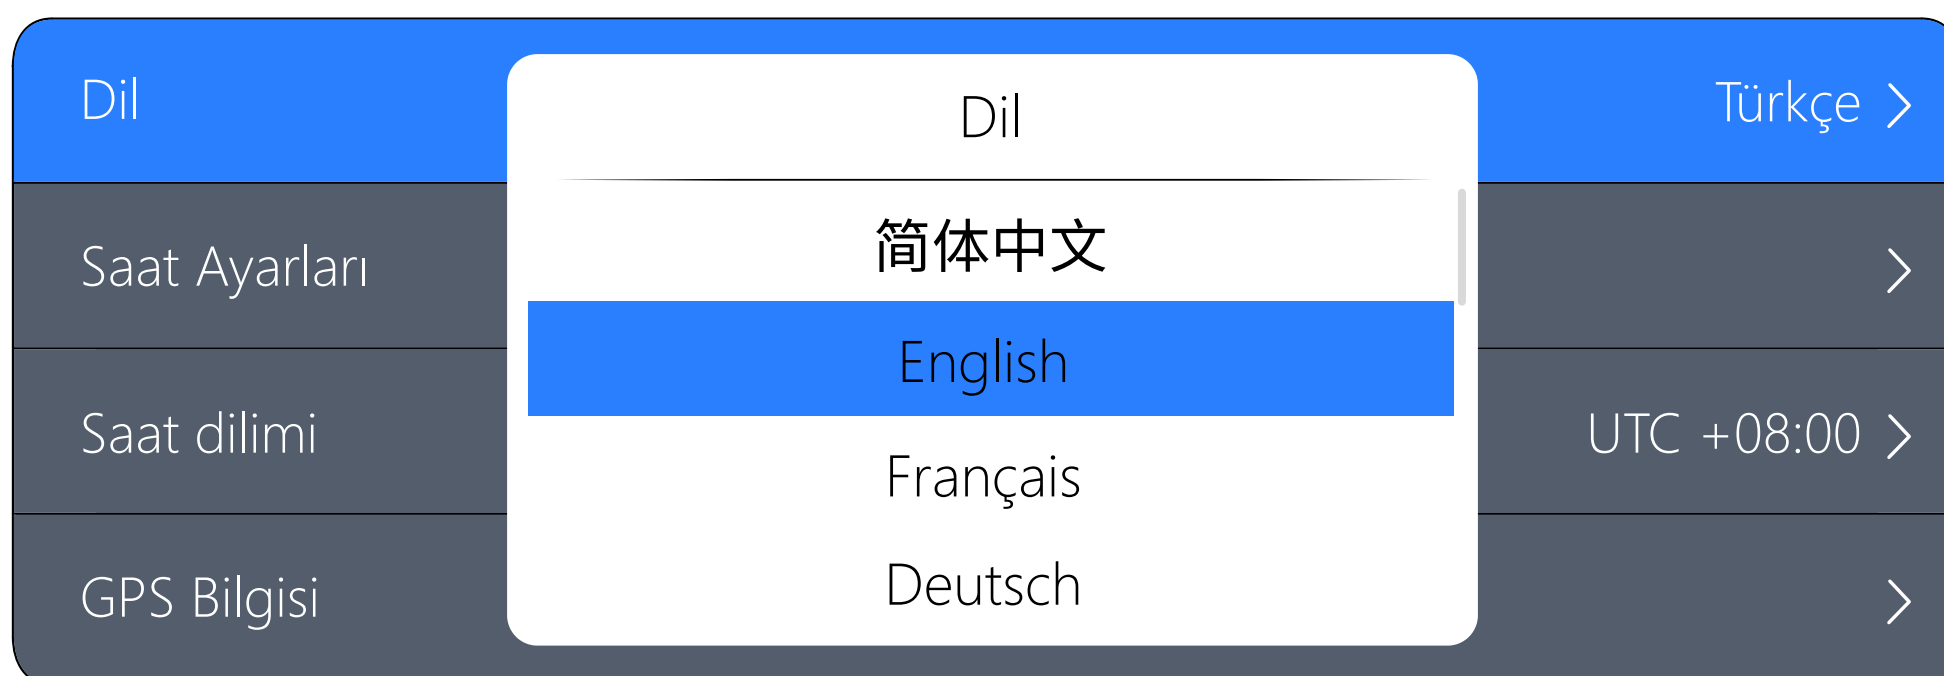 Dil
Türkçe
Saat Ayarları
Saat dilimi
UTC +08:00
GPS Bilgisi
Dil
简体中文
English
Français
Deutsch